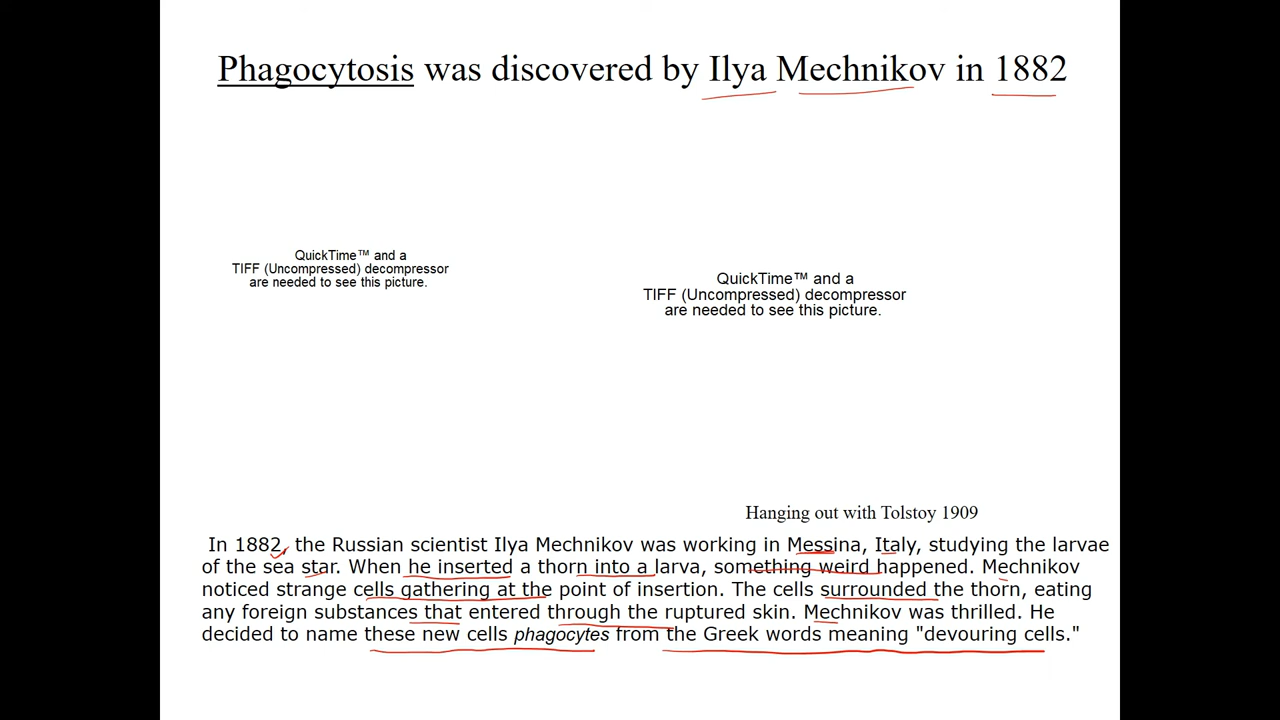 Phagocytosis was discovered by Ilya Mechnikov in 1882
QuickTime™ and a
TIFF (Uncompressed) decompressor
are needed to see this picture.
QuickTime™ and a
TIFF (Uncompressed) decompressor
are needed to see this picture.
Hanging out with Tolstoy 1909
In 1882, the Russian scientist Ilya Mechnikov was working in Messina, Italy, studying the larvae
of the sea star. When he inserted a thorn into a larva, something weird happened. Mechnikov
noticed strange cells gathering at the point of insertion. The cells surrounded the thorn, eating
any foreign substances that entered through the ruptured skin. Mechnikov was thrilled. He
decided to name these new cells phagocytes from the Greek words meaning "devouring cells."